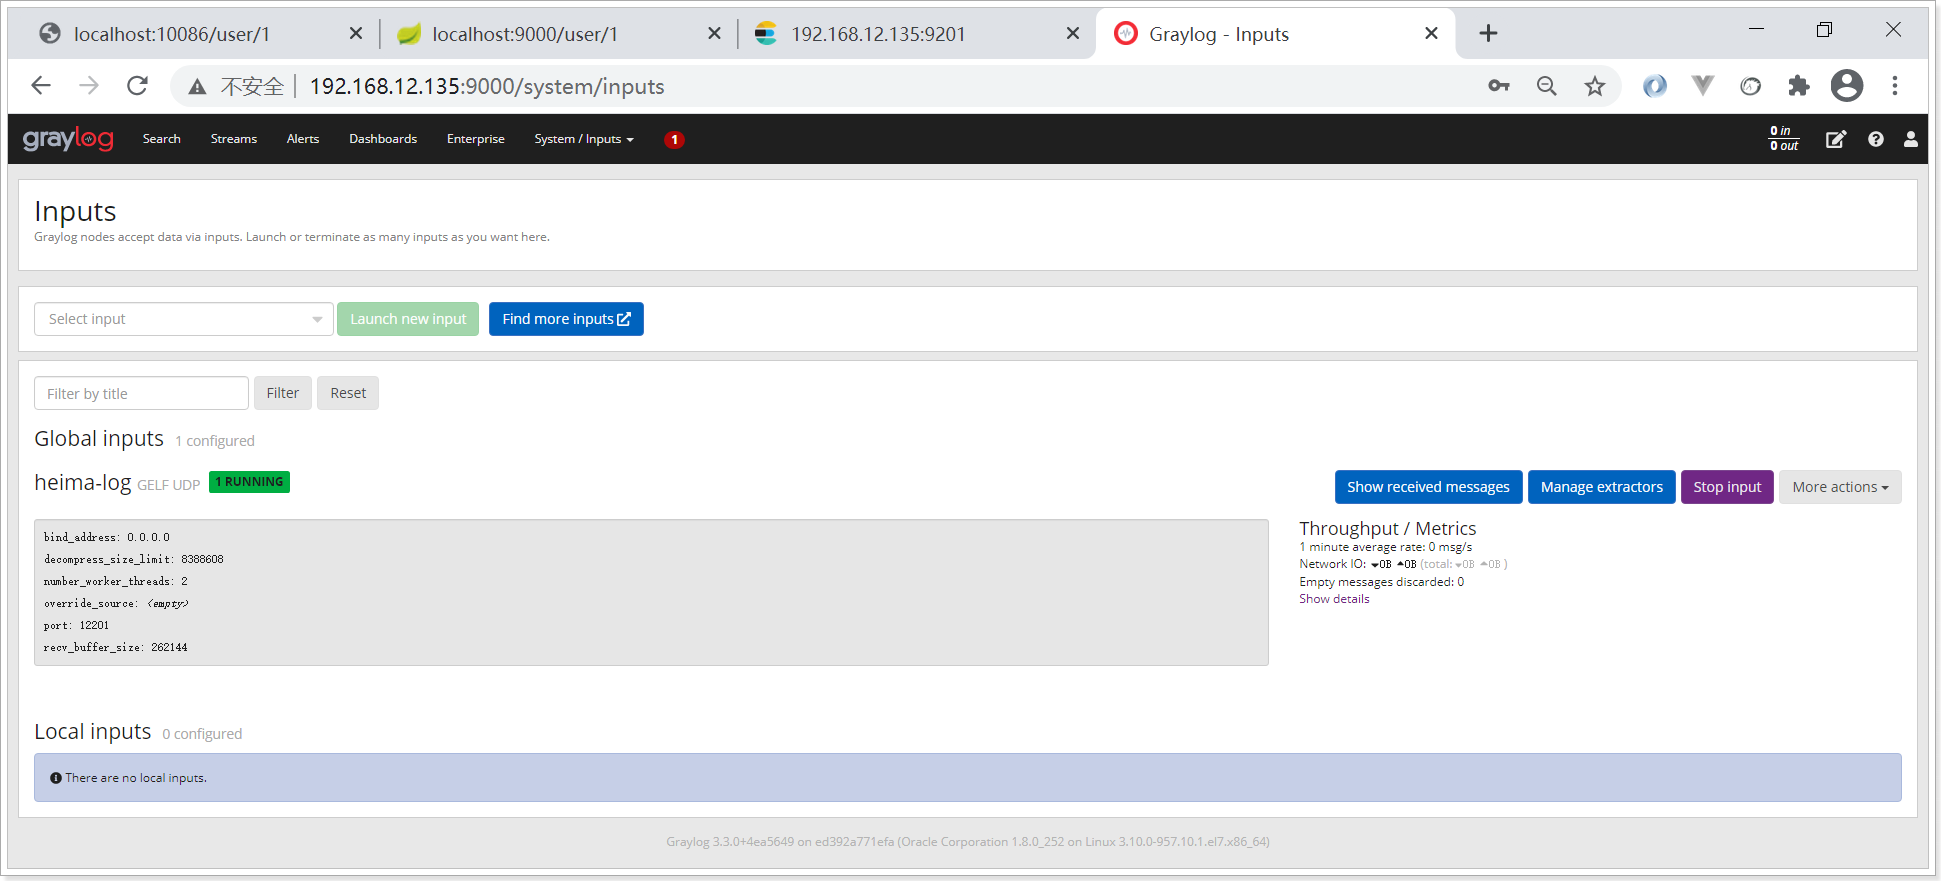 localhost:10086/user/1
localhost:9000/user/1
192.168.12.135:9201
Graylog - Inputs
不安全 192.168.12.135:9000/system/inputs
graylog Search Streams Alerts Dashboards Enterprise System / Inputs 1
0 in
0 out
Inputs
Graylog nodes accept data via inputs. Launch or terminate as many inputs as you want here.
Select input Launch new input Find more inputs
Filter by title Filter Reset
Global inputs 1 configured
heima-log GELF UDP 1 RUNNING
Show received messages Manage extractors Stop input More actions
bind_address: 0.0.0.0
decompress_size_limit: 8388608
number_worker_threads: 2
override_source: <empty>
port: 12201
recv_buffer_size: 262144
Throughput / Metrics
1 minute average rate: 0 msg/s
Network IO: 0B 0B (total: 0B 0B )
Empty messages discarded: 0
Show details
Local inputs 0 configured
There are no local inputs.
Graylog 3.3.0+4ea5649 on ed392a771efa (Oracle Corporation 1.8.0_252 on Linux 3.10.0-957.10.1.el7.x86_64)